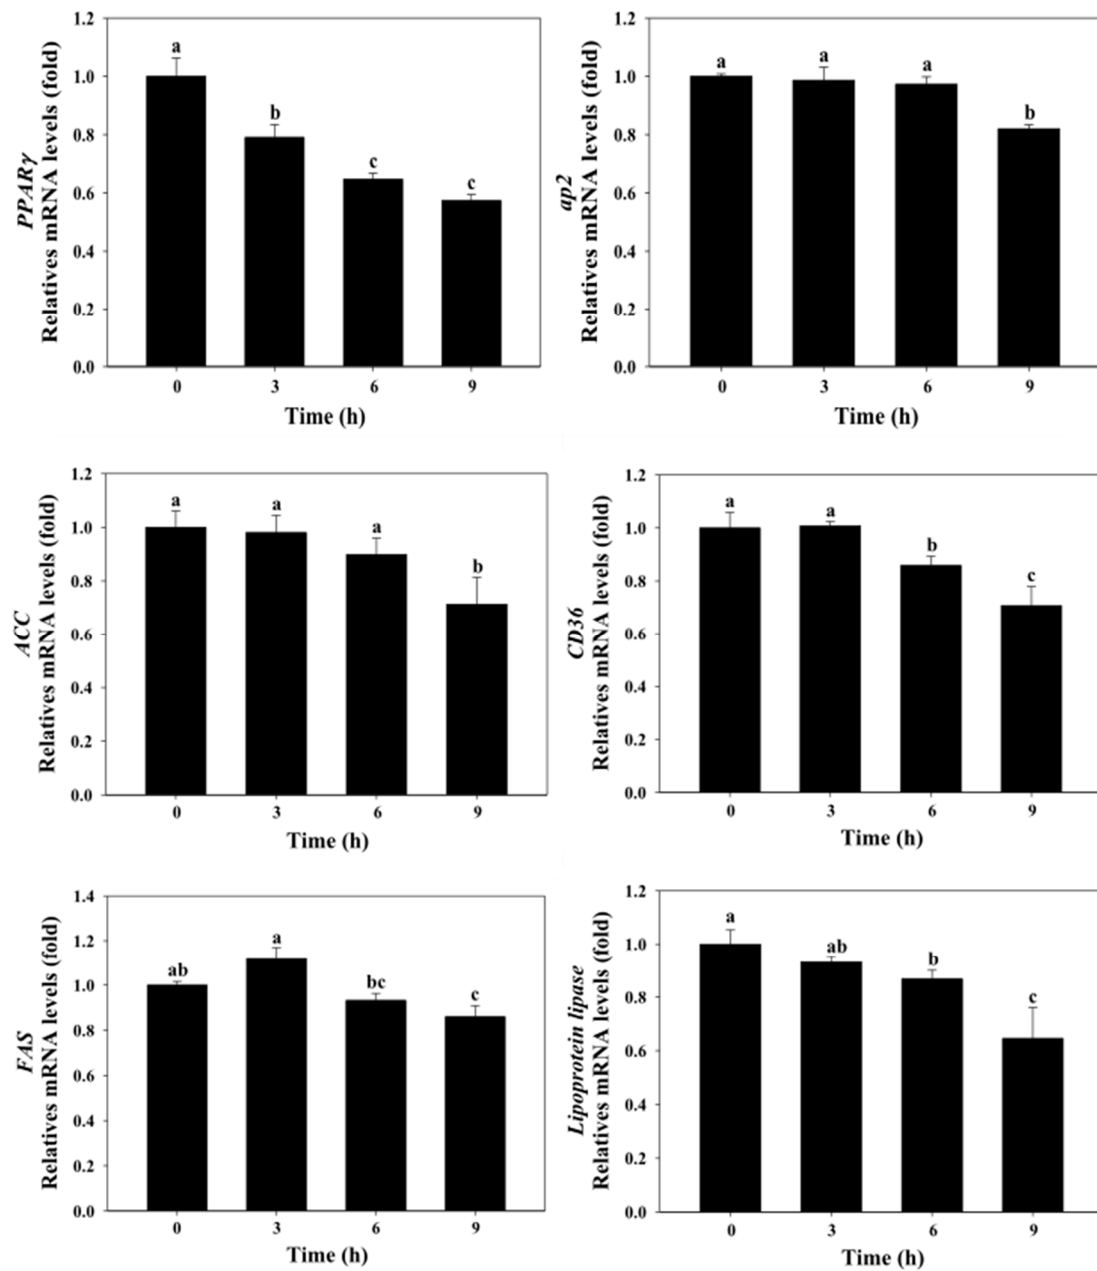 PPARγ
Relatives mRNA levels (fold)
1.2
1.0
0.8
0.6
0.4
0.2
0.0
a
b
c
c
0 3 6 9
Time (h)
ap2
Relatives mRNA levels (fold)
1.2
1.0
0.8
0.6
0.4
0.2
0.0
a
a
a
b
0 3 6 9
Time (h)
ACC
Relatives mRNA levels (fold)
1.2
1.0
0.8
0.6
0.4
0.2
0.0
a
a
a
b
0 3 6 9
Time (h)
CD36
Relatives mRNA levels (fold)
1.2
1.0
0.8
0.6
0.4
0.2
0.0
a
a
b
c
0 3 6 9
Time (h)
FAS
Relatives mRNA levels (fold)
1.4
1.2
1.0
0.8
0.6
0.4
0.2
0.0
ab
a
bc
c
0 3 6 9
Time (h)
Lipoprotein lipase
Relatives mRNA levels (fold)
1.2
1.0
0.8
0.6
0.4
0.2
0.0
a
ab
b
c
0 3 6 9
Time (h)